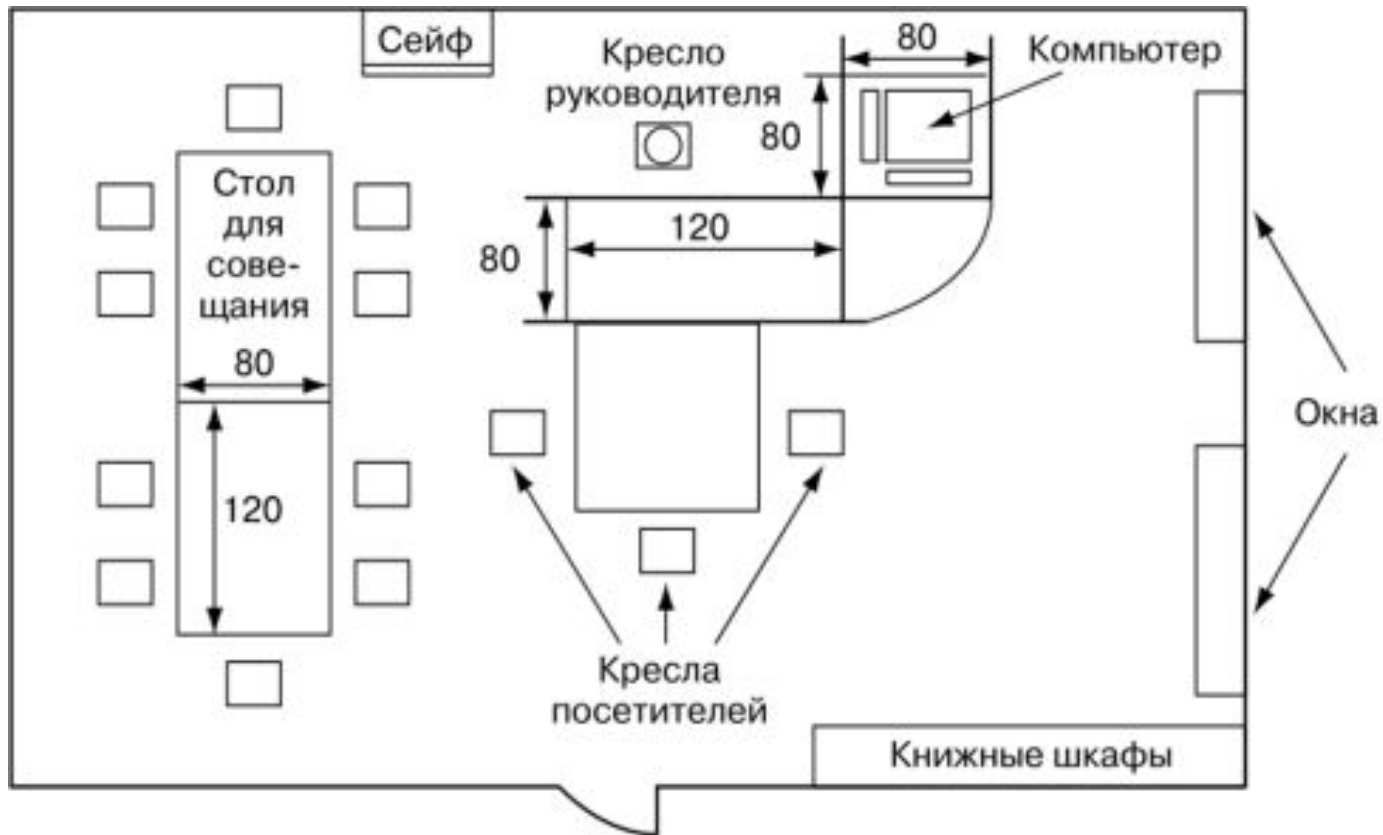 Сейф
Кресло
руководителя
80
Компьютер
80
Стол
для
сове-
щания
120
80
80
120
Окна
Кресла
посетителей
Книжные шкафы